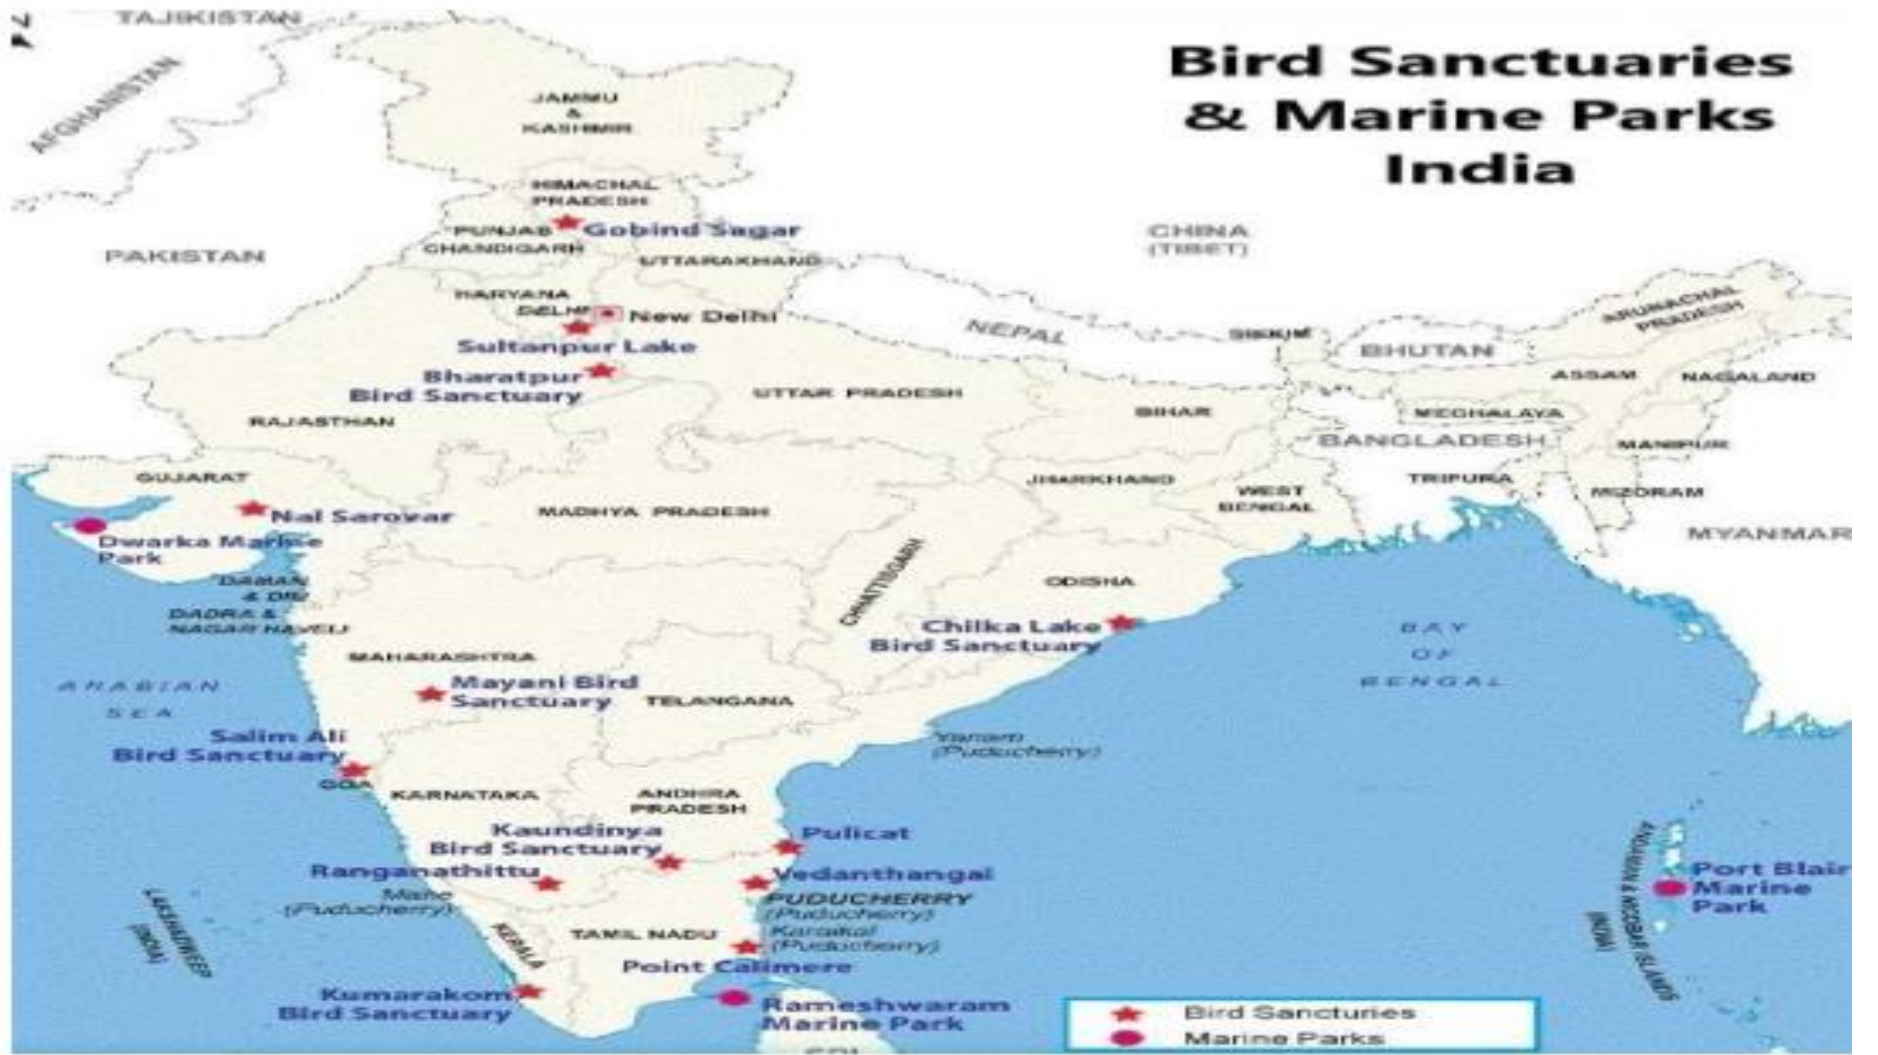 TAJIKISTAN
Bird Sanctuaries
& Marine Parks
India
AFGHANISTAN
JAMMU
&
KASHMIR
HIMACHAL
PRADESH
PUNJAB
Gobind Sagar
CHANDIGARH
CHINA
(TIBET)
PAKISTAN
UTTARAKHAND
HARYANA
DELHI
New Delhi
ARUNACHAL
PRADESH
NEPAL
SIKKIM
BHUTAN
Sultanpur Lake
Bharatpur
Bird Sanctuary
UTTAR PRADESH
ASSAM
NAGALAND
RAJASTHAN
BIHAR
MEGHALAYA
BANGLADESH
MANIPUR
GUJARAT
JHARKHAND
WEST
BENGAL
TRIPURA
MIZORAM
Nal Sarovar
MADHYA PRADESH
MYANMAR
Dwarka Marine
Park
DAMAN
& DIU
DADRA &
NAGAR HAVELI
CHHATTISGARH
ODISHA
Chilka Lake
Bird Sanctuary
BAY
OF
BENGAL
MAHARASHTRA
ARABIAN
SEA
Mayani Bird
Sanctuary
TELANGANA
Salim Ali
Bird Sanctuary
Yanam
(Puducherry)
GOA
KARNATAKA
ANDHRA
PRADESH
Kaundinya
Bird Sanctuary
Pulicat
Ranganathittu
Vedanthangai
Mahe
(Puducherry)
PUDUCHERRY
(Puducherry)
Karaikal
(Puducherry)
LAKSHADWEEP
(INDIA)
KERALA
TAMIL NADU
Point Calimere
ANDAMAN & NICOBAR ISLANDS
(INDIA)
Port Blair
Marine
Park
Kumarakom
Bird Sanctuary
Rameshwaram
Marine Park
Bird Sancturies
Marine Parks